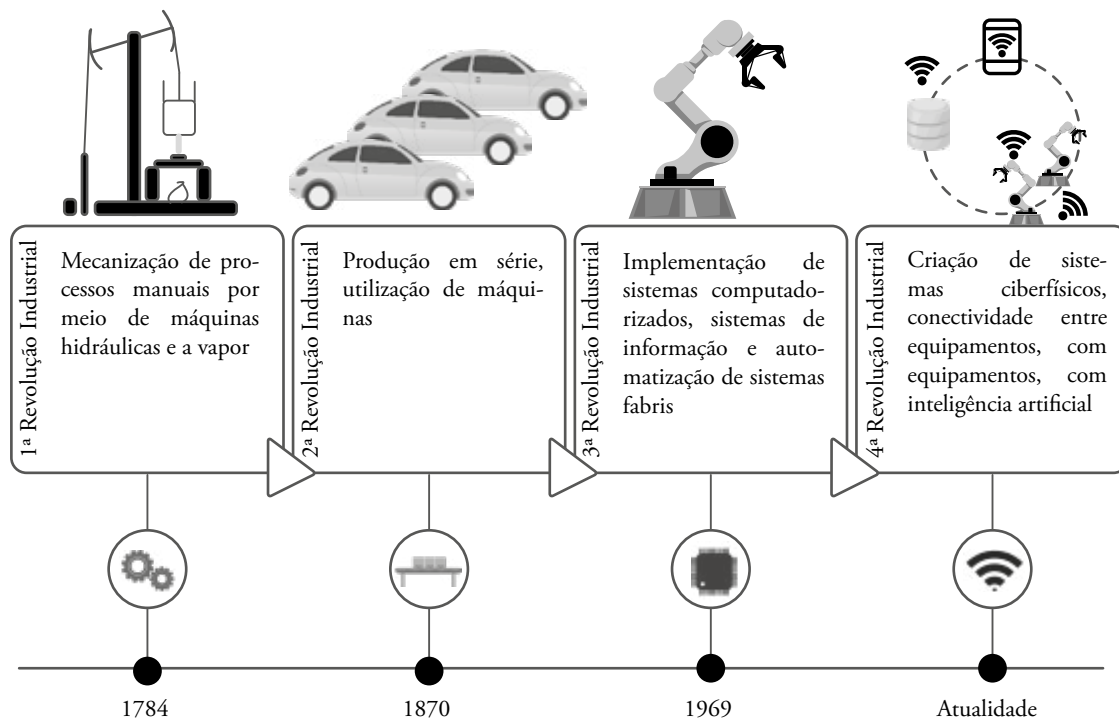 1ª Revolução Industrial
Mecanização de pro-
cessos manuais por
meio de máquinas
hidráulicas e a vapor
2ª Revolução Industrial
Produção em série,
utilização de máqui-
nas
3ª Revolução Industrial
Implementação de
sistemas computado-
rizados, sistemas de
informação e auto-
matização de sistemas
fabris
4ª Revolução Industrial
Criação de siste-
mas ciberfísicos,
conectividade entre
equipamentos, com
equipamentos, com
inteligência artificial
1784
1870
1969
Atualidade